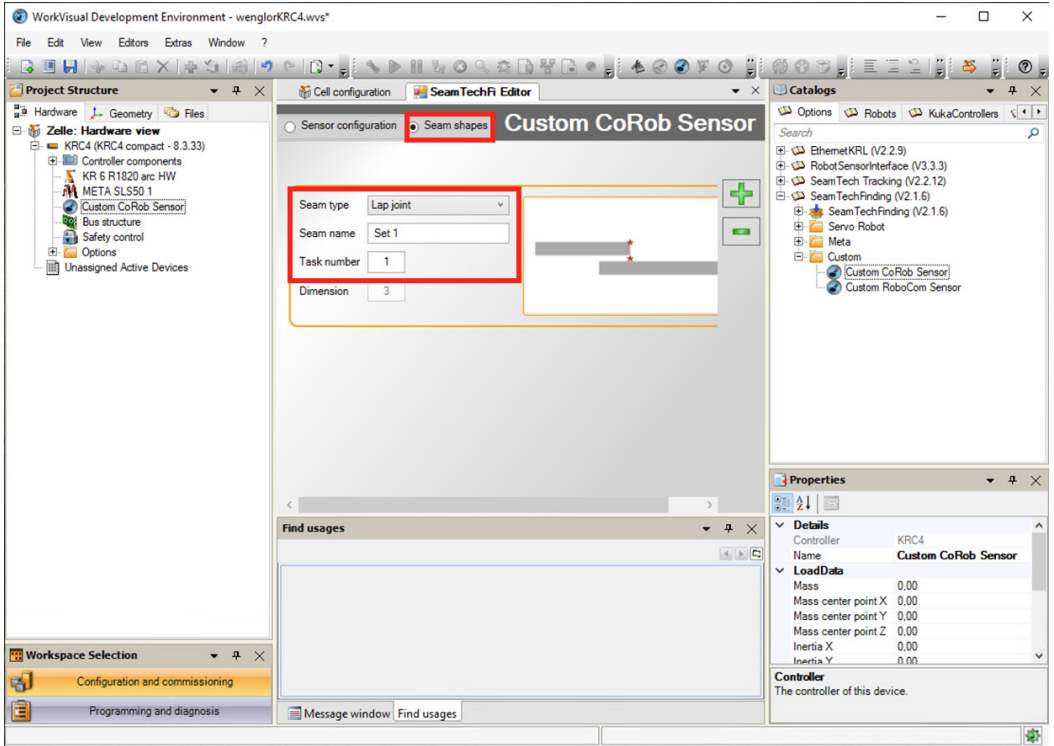 WorkVisual Development Environment - wenglorKRC4.wvs*
File Edit View Editors Extras Window ?
Project Structure
Hardware Geometry Files
Zelle: Hardware view
KRC4 (KRC4 compact - 8.3.33)
Controller components
KR 6 R1820 arc HW
META SLS50 1
Custom CoRob Sensor
Bus structure
Safety control
Options
Unassigned Active Devices
Workspace Selection
Configuration and commissioning
Programming and diagnosis
Cell configuration SeamTechFi Editor
Sensor configuration Seam shapes Custom CoRob Sensor
Seam type Lap joint
Seam name Set 1
Task number 1
Dimension 3
Find usages
Message window Find usages
Catalogs
Options Robots KukaControllers
Search
EthernetKRL (V2.2.9)
RobotSensorInterface (V3.3.3)
SeamTech Tracking (V2.2.12)
SeamTechFinding (V2.1.6)
SeamTechFinding (V2.1.6)
Servo Robot
Meta
Custom
Custom CoRob Sensor
Custom RoboCom Sensor
Properties
Details
Controller KRC4
Name Custom CoRob Sensor
LoadData
Mass 0,00
Mass center point X 0,00
Mass center point Y 0,00
Mass center point Z 0,00
Inertia X 0,00
Inertia Y 0,00
Controller
The controller of this device.